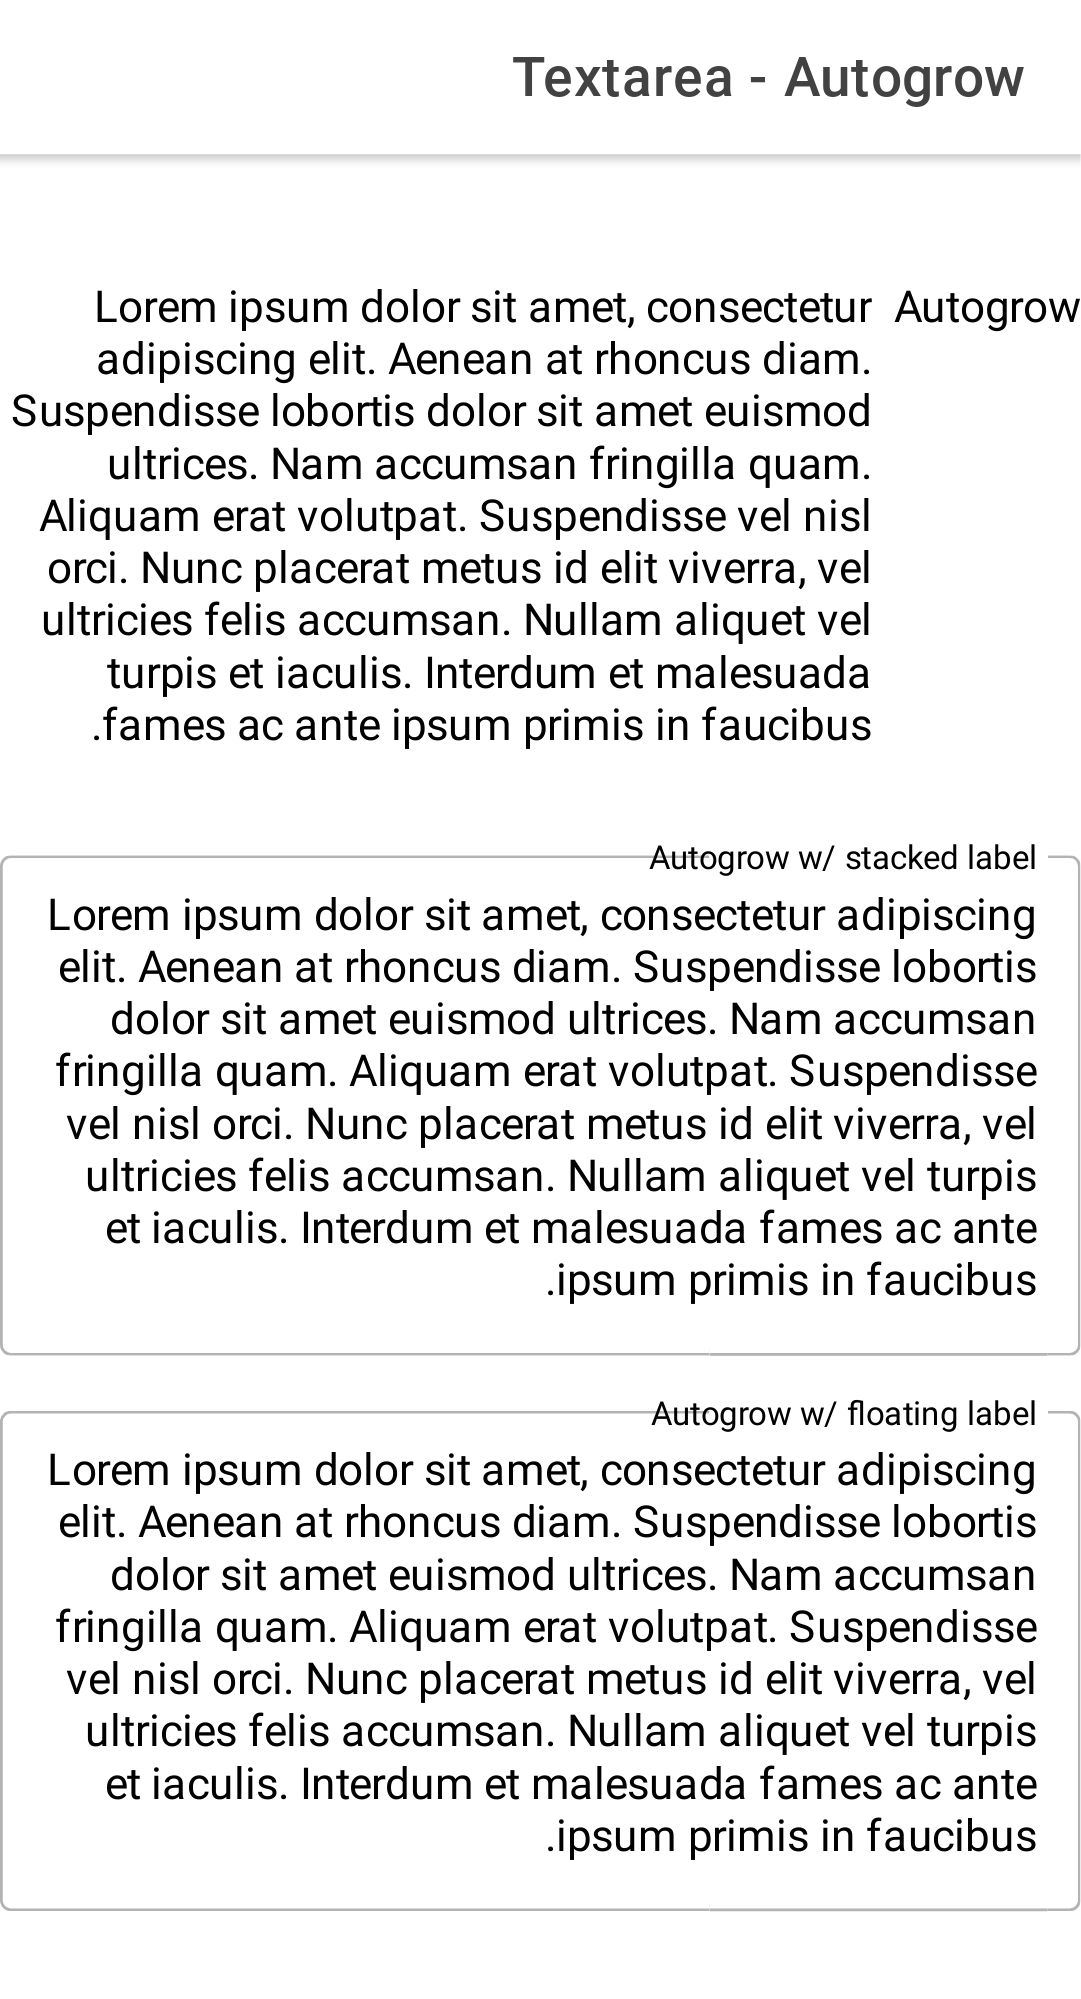 Textarea - Autogrow
Autogrow
Lorem ipsum dolor sit amet, consectetur
adipiscing elit. Aenean at rhoncus diam.
Suspendisse lobortis dolor sit amet euismod
ultrices. Nam accumsan fringilla quam.
Aliquam erat volutpat. Suspendisse vel nisl
orci. Nunc placerat metus id elit viverra, vel
ultricies felis accumsan. Nullam aliquet vel
turpis et iaculis. Interdum et malesuada
.fames ac ante ipsum primis in faucibus
Autogrow w/ stacked label
Lorem ipsum dolor sit amet, consectetur adipiscing
elit. Aenean at rhoncus diam. Suspendisse lobortis
dolor sit amet euismod ultrices. Nam accumsan
fringilla quam. Aliquam erat volutpat. Suspendisse
vel nisl orci. Nunc placerat metus id elit viverra, vel
ultricies felis accumsan. Nullam aliquet vel turpis
et iaculis. Interdum et malesuada fames ac ante
.ipsum primis in faucibus
Autogrow w/ floating label
Lorem ipsum dolor sit amet, consectetur adipiscing
elit. Aenean at rhoncus diam. Suspendisse lobortis
dolor sit amet euismod ultrices. Nam accumsan
fringilla quam. Aliquam erat volutpat. Suspendisse
vel nisl orci. Nunc placerat metus id elit viverra, vel
ultricies felis accumsan. Nullam aliquet vel turpis
et iaculis. Interdum et malesuada fames ac ante
.ipsum primis in faucibus